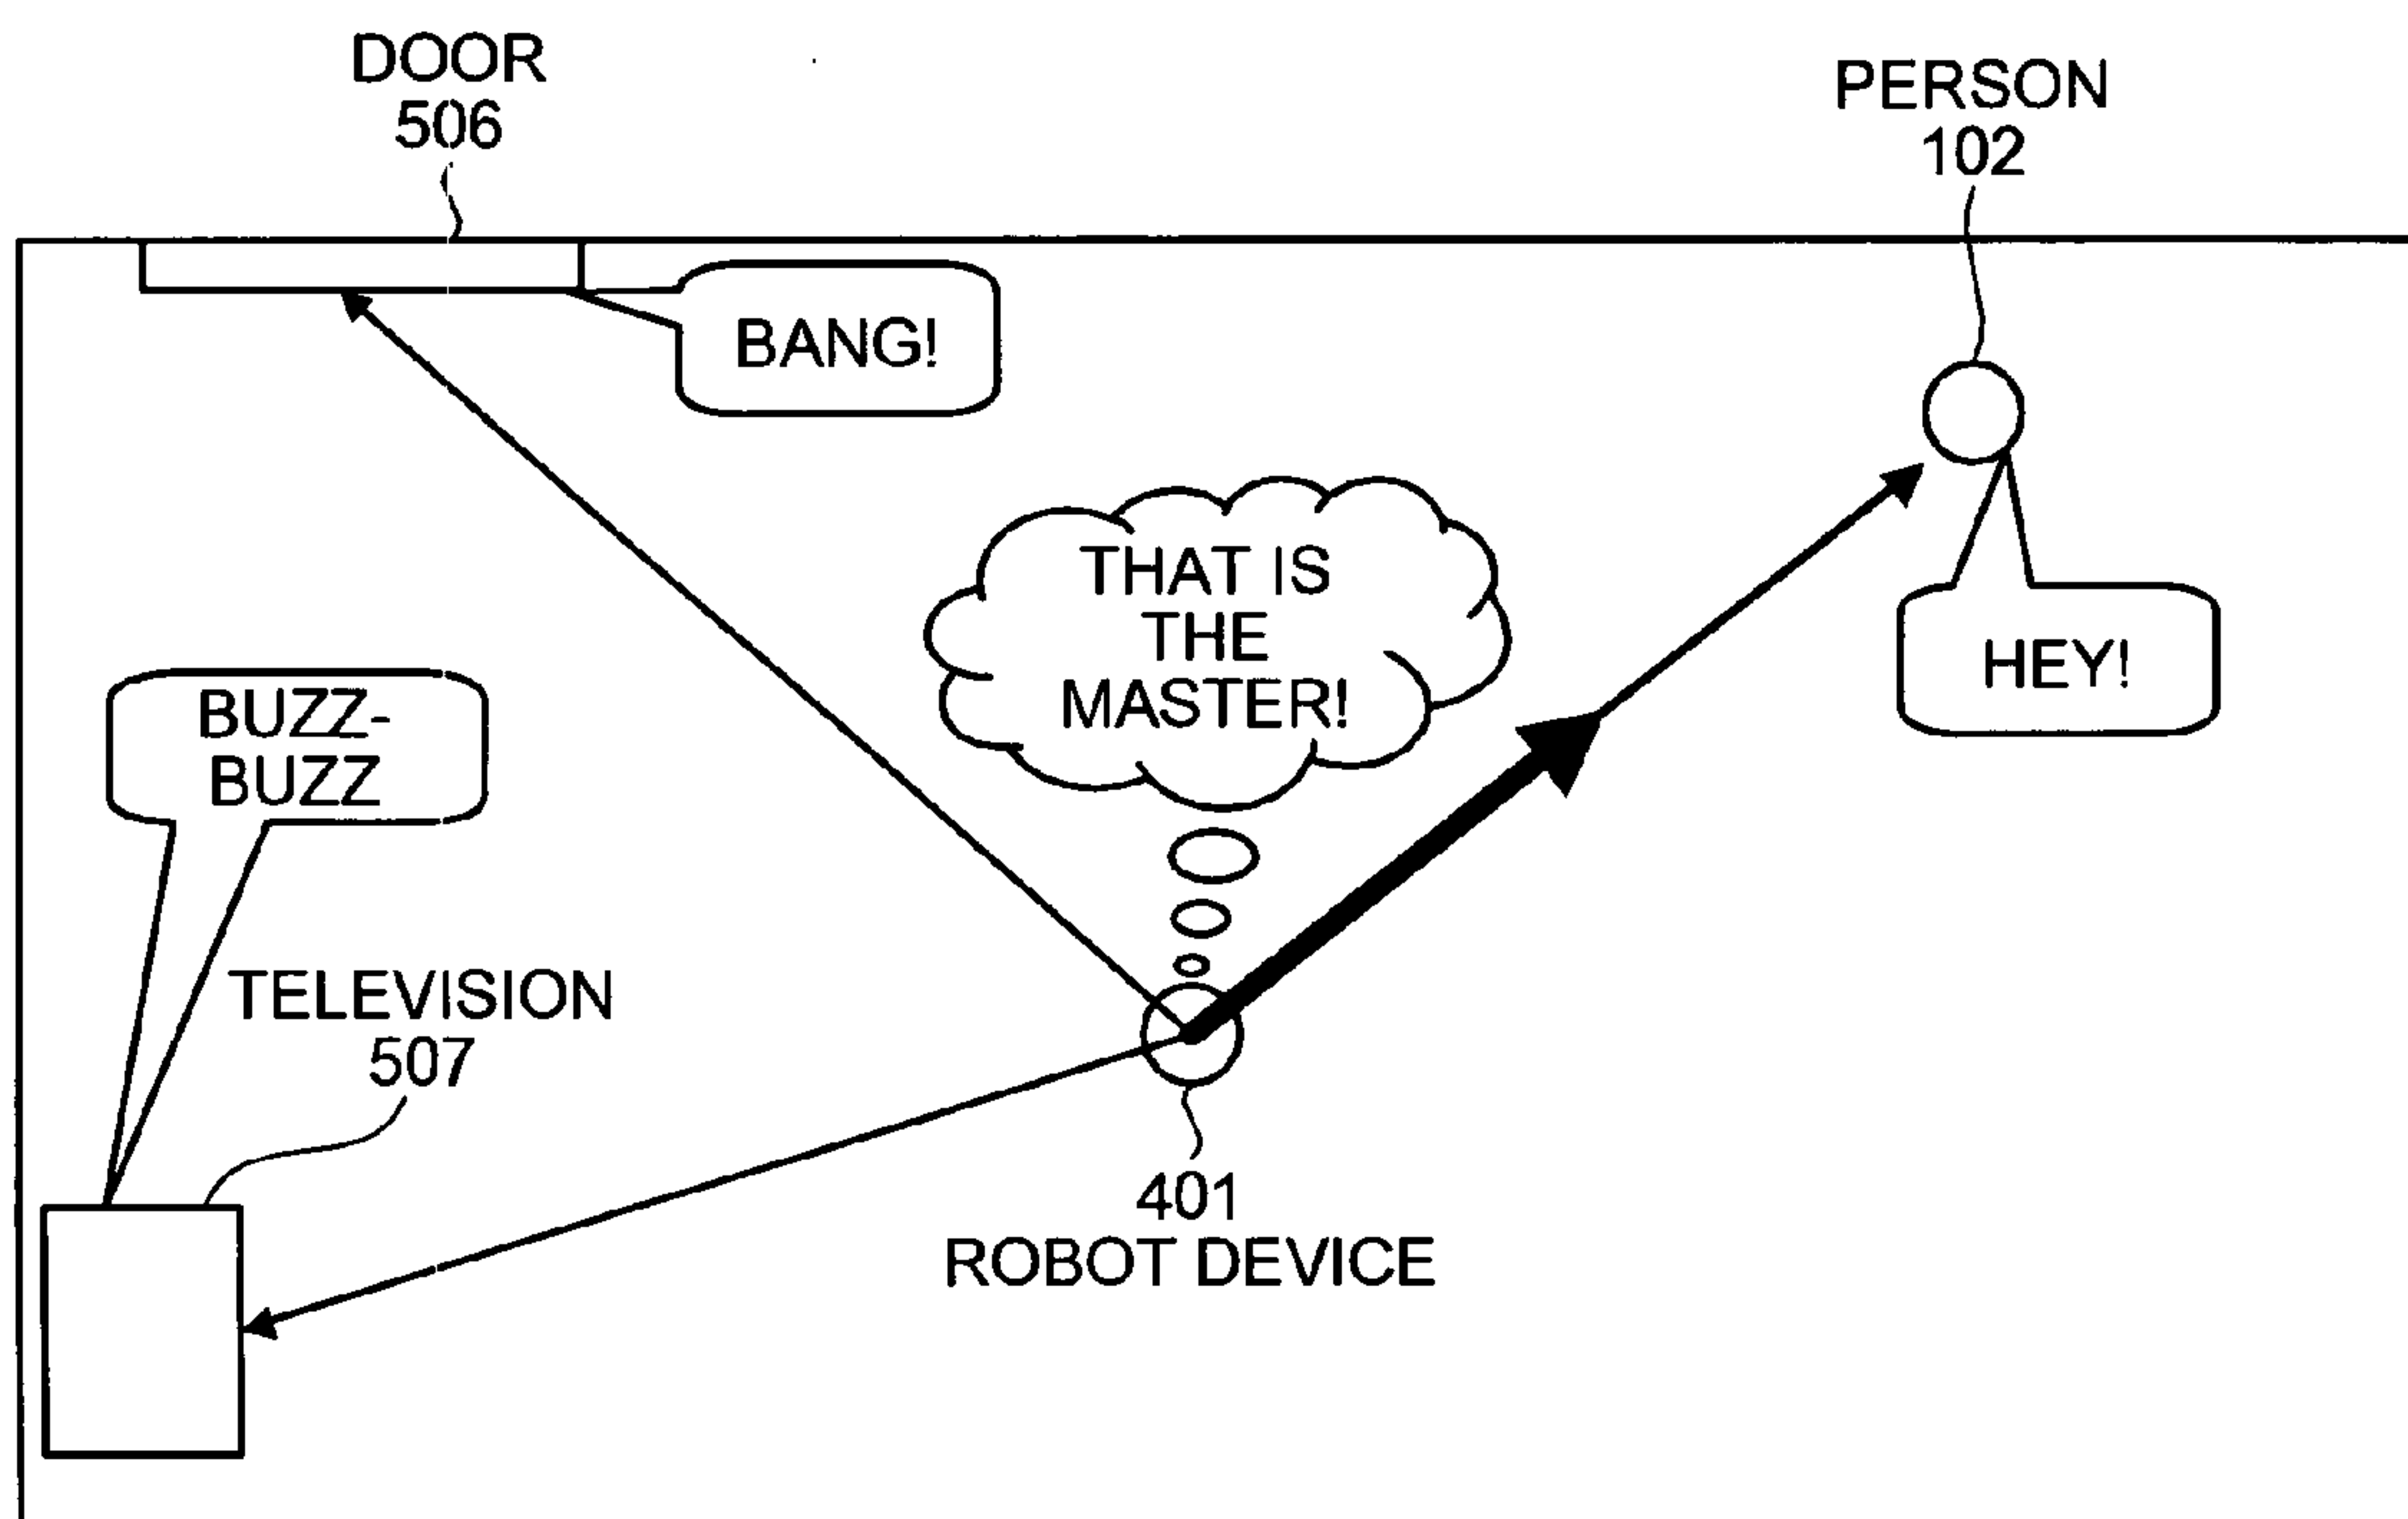 DOOR
506
PERSON
102
BANG!
THAT IS
THE
MASTER!
HEY!
BUZZ-
BUZZ
TELEVISION
507
401
ROBOT DEVICE